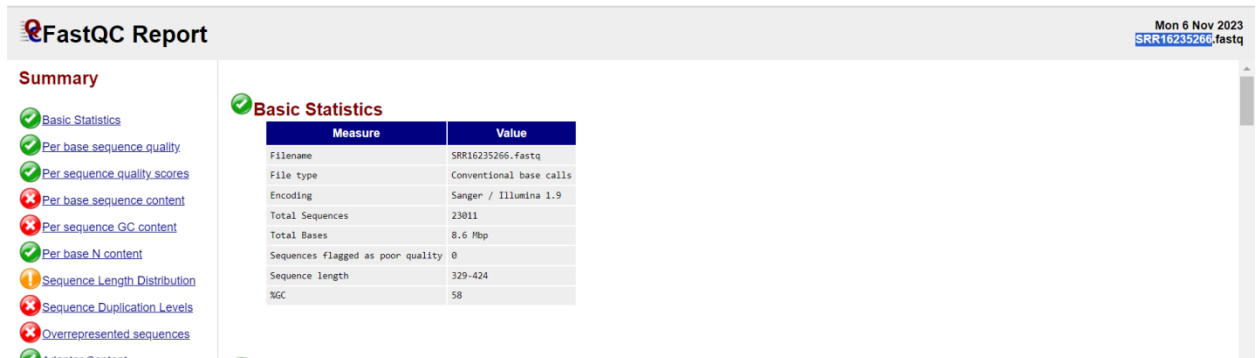 FastQC Report
Mon 6 Nov 2023
SRR16235266.fastq
Summary
Basic Statistics
Per base sequence quality
Per sequence quality scores
Per base sequence content
Per sequence GC content
Per base N content
Sequence Length Distribution
Sequence Duplication Levels
Overrepresented sequences
Adapter Content
Basic Statistics
Measure Value
Filename SRR16235266.fastq
File type Conventional base calls
Encoding Sanger / Illumina 1.9
Total Sequences 23011
Total Bases 8.6 Mbp
Sequences flagged as poor quality 0
Sequence length 329-424
%GC 58